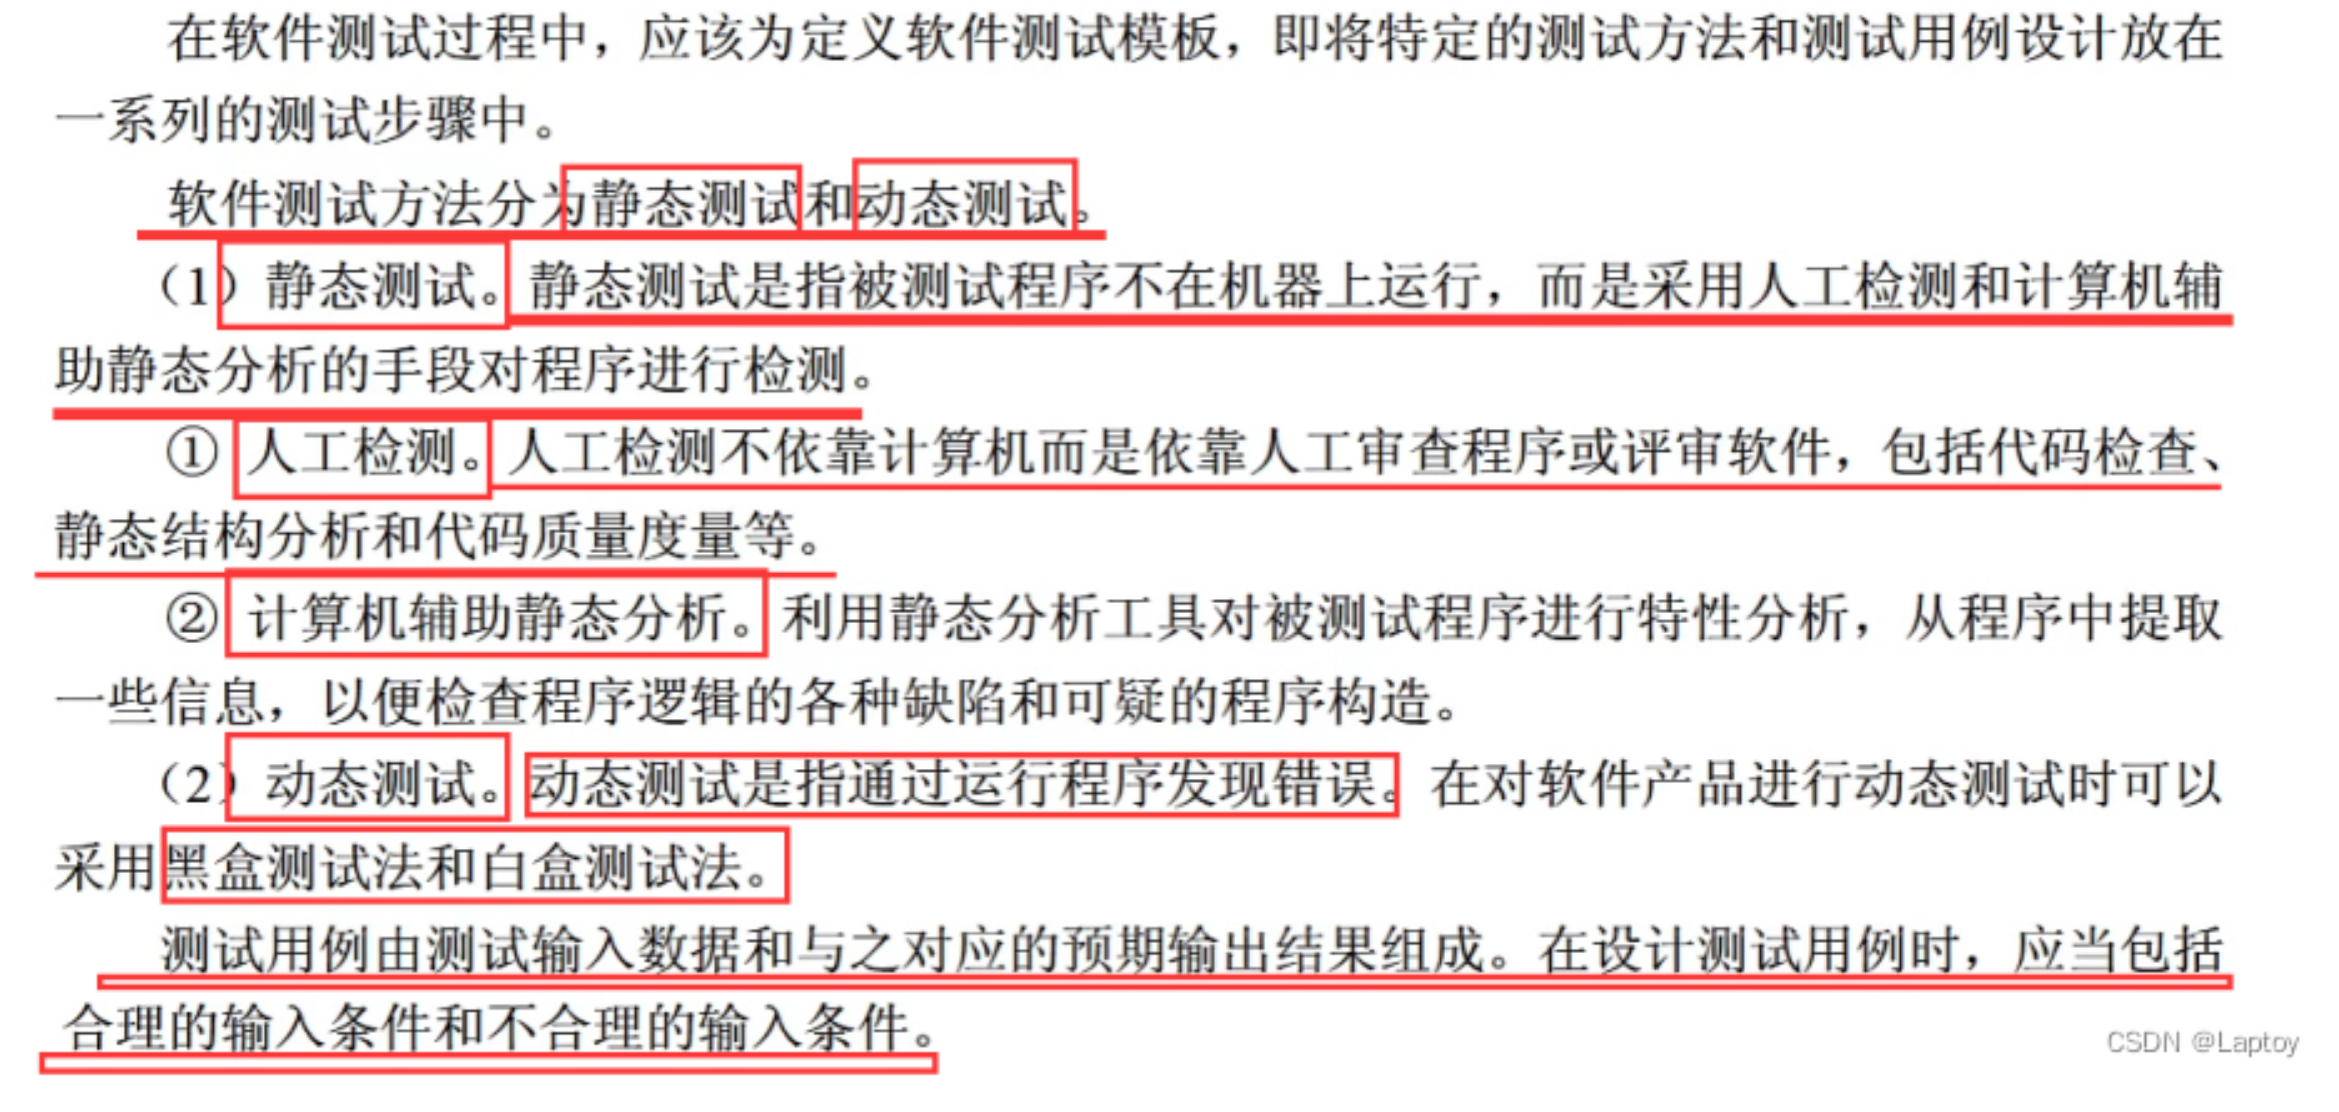 在软件测试过程中，应该为定义软件测试模板，即将特定的测试方法和测试用例设计放在
一系列的测试步骤中。
软件测试方法分为静态测试和动态测试。
（1）静态测试。静态测试是指被测试程序不在机器上运行，而是采用人工检测和计算机辅
助静态分析的手段对程序进行检测。
① 人工检测。人工检测不依靠计算机而是依靠人工审查程序或评审软件，包括代码检查、
静态结构分析和代码质量度量等。
② 计算机辅助静态分析。利用静态分析工具对被测试程序进行特性分析，从程序中提取
一些信息，以便检查程序逻辑的各种缺陷和可疑的程序构造。
（2）动态测试。动态测试是指通过运行程序发现错误。在对软件产品进行动态测试时可以
采用黑盒测试法和白盒测试法。
测试用例由测试输入数据和与之对应的预期输出结果组成。在设计测试用例时，应当包括
合理的输入条件和不合理的输入条件。
CSDN @Laptoy